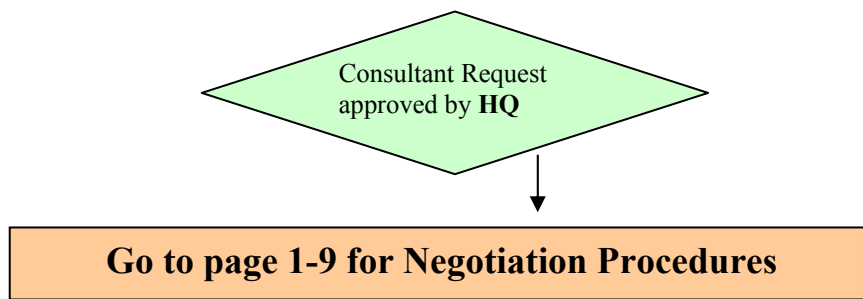 Consultant Request
approved by HQ
Go to page 1-9 for Negotiation Procedures